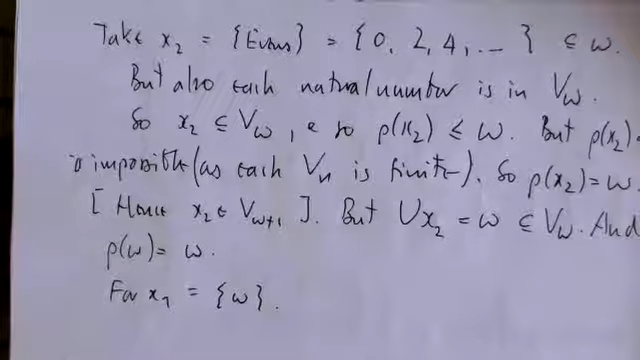 Take x₂ = {Evens} = {0, 2, 4, ... } ⊆ ω.
But also each natural number is in V_ω.
So x₂ ⊆ V_ω, & so ρ(x₂) ≤ ω. But ρ(x₂)
is impossible (as each V_n is finite). So ρ(x₂) = ω.
[Hence x₂ ∈ V_{ω+1}]. But ∪x₂ = ω ⊆ V_ω. And
ρ(ω) = ω.
For x₁ = {ω}.